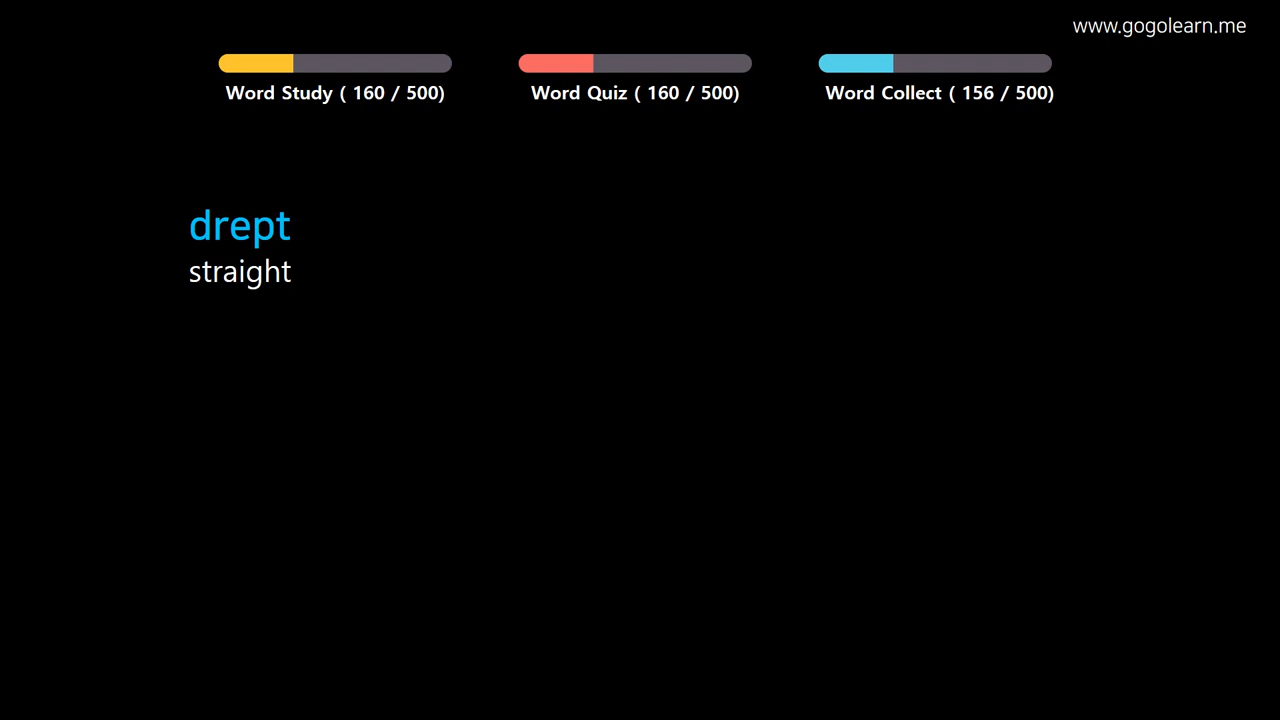 www.gogolearn.me
Word Study ( 160 / 500)
Word Quiz ( 160 / 500)
Word Collect ( 156 / 500)
drept
straight